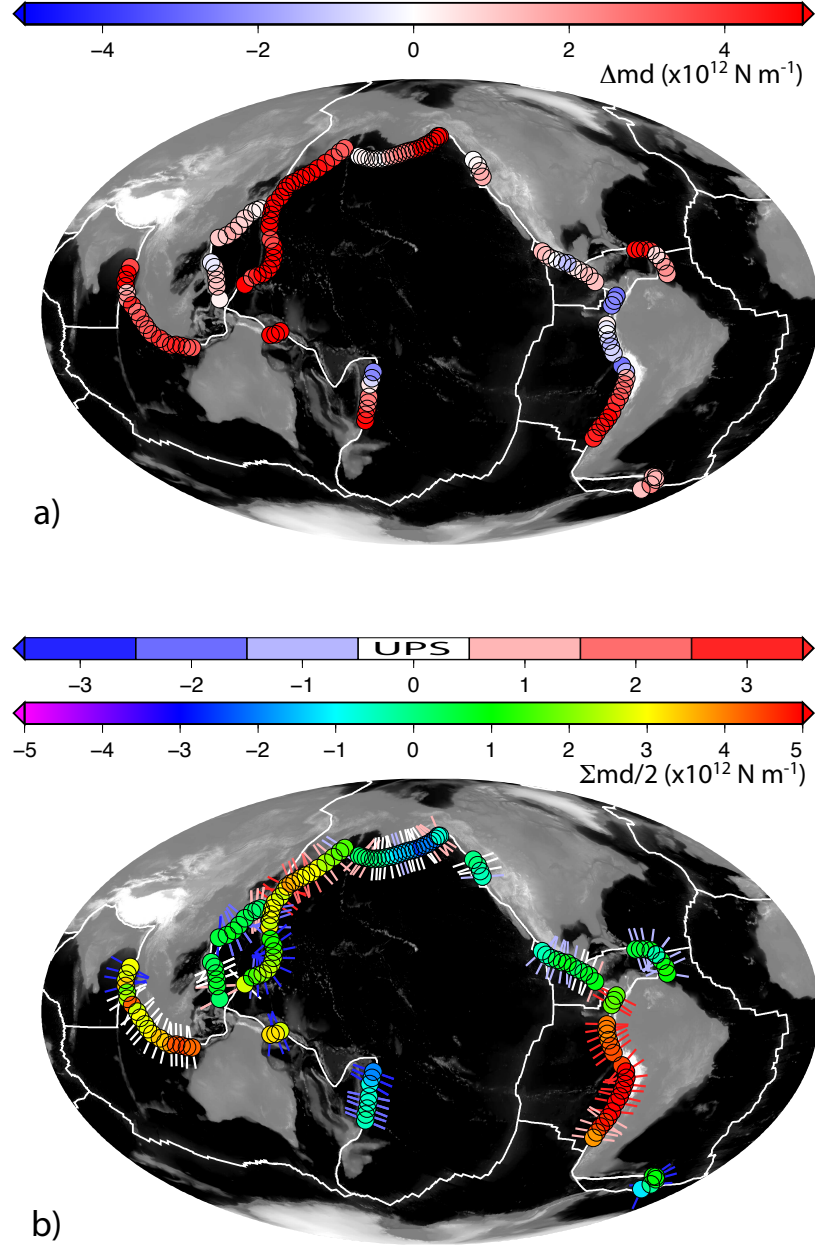 −4 −2 0 2 4
Δmd (x10¹² N m⁻¹)
a)
UPS
−3 −2 −1 0 1 2 3
−5 −4 −3 −2 −1 0 1 2 3 4 5
Σmd/2 (x10¹² N m⁻¹)
b)